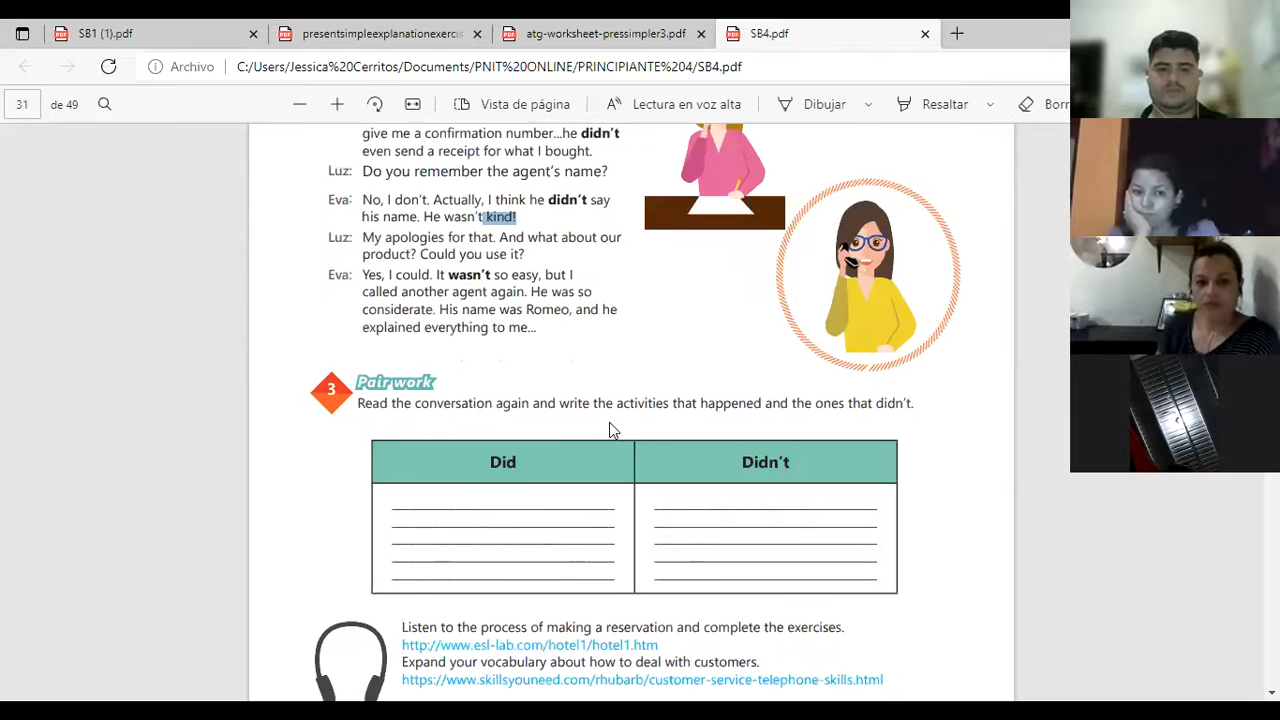 SB1 (1).pdf
presentsimpleexplanationexercis
atg-worksheet-pressimpler3.pdf
SB4.pdf
Archivo
C:/Users/Jessica%20Cerritos/Documents/PNIT%20ONLINE/PRINCIPIANTE%204/SB4.pdf
31 de 49
Vista de página
Lectura en voz alta
Dibujar
Resaltar
Borr
give me a confirmation number...he didn't
even send a receipt for what I bought.
Luz: Do you remember the agent's name?
Eva: No, I don't. Actually, I think he didn't say
his name. He wasn't kind!
Luz: My apologies for that. And what about our
product? Could you use it?
Eva: Yes, I could. It wasn't so easy, but I
called another agent again. He was so
considerate. His name was Romeo, and he
explained everything to me...
3 Pair work
Read the conversation again and write the activities that happened and the ones that didn't.
Did
Didn't
Listen to the process of making a reservation and complete the exercises.
http://www.esl-lab.com/hotel1/hotel1.htm
Expand your vocabulary about how to deal with customers.
https://www.skillsyouneed.com/rhubarb/customer-service-telephone-skills.html